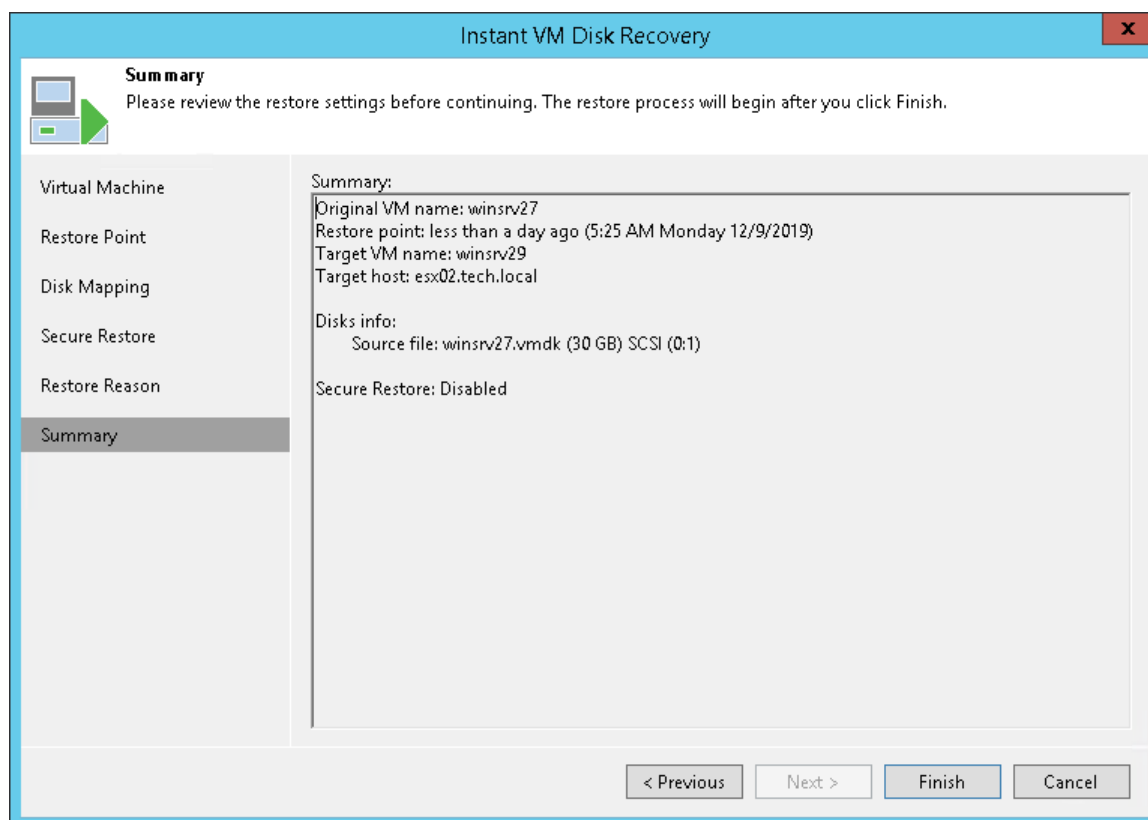 Instant VM Disk Recovery
x
Summary
Please review the restore settings before continuing. The restore process will begin after you click Finish.
Virtual Machine
Restore Point
Disk Mapping
Secure Restore
Restore Reason
Summary
Summary:
Original VM name: winsrv27
Restore point: less than a day ago (5:25 AM Monday 12/9/2019)
Target VM name: winsrv29
Target host: esx02.tech.local
Disks info:
Source file: winsrv27.vmdk (30 GB) SCSI (0:1)
Secure Restore: Disabled
< Previous
Next >
Finish
Cancel